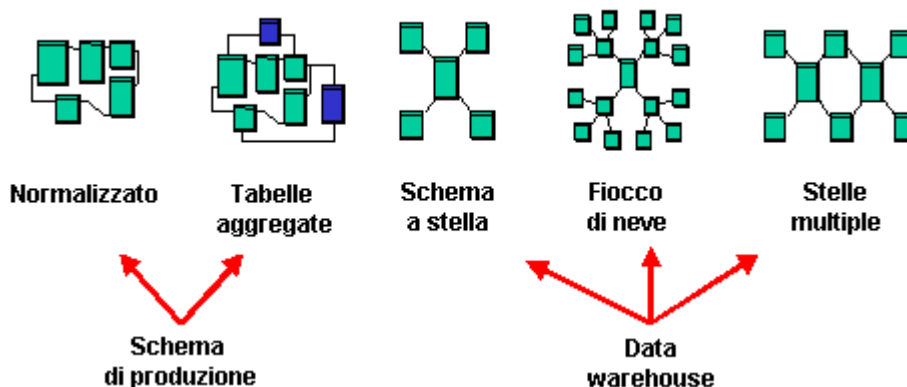 Normalizzato
Tabelle
aggregate
Schema
a stella
Fiocco
di neve
Stelle
multiple
Schema
di produzione
Data
warehouse